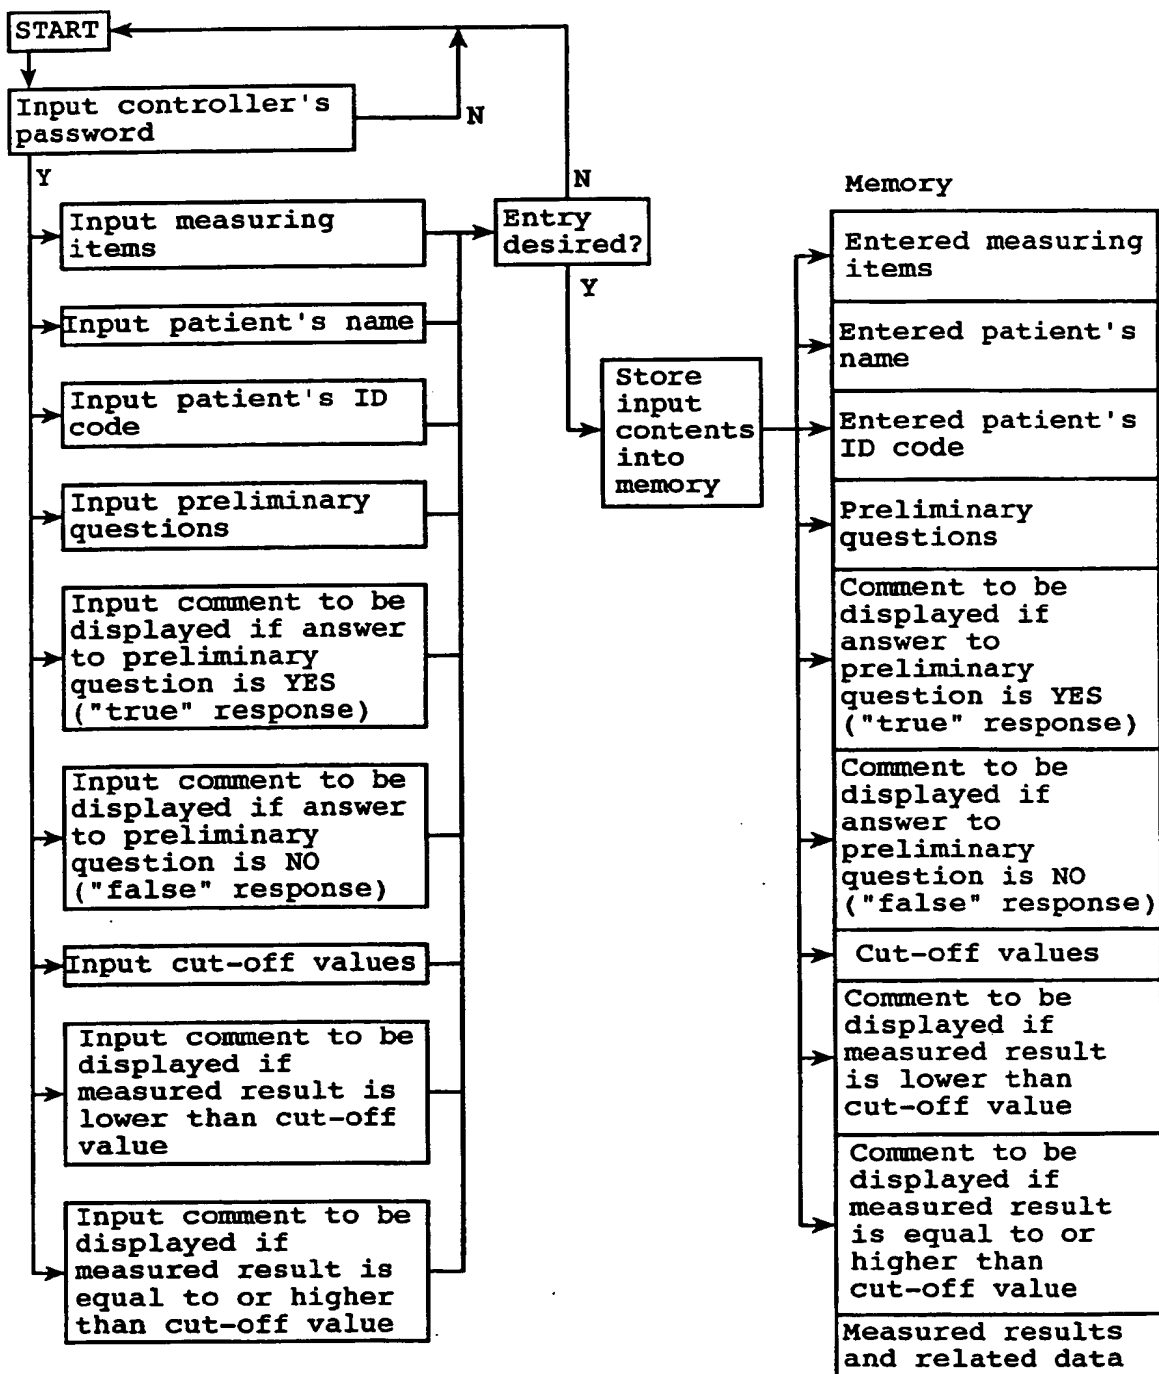 START
Input controller's
password
N
Y
Input measuring
items
Input patient's name
Input patient's ID
code
Input preliminary
questions
Input comment to be
displayed if answer
to preliminary
question is YES
("true" response)
Input comment to be
displayed if answer
to preliminary
question is NO
("false" response)
Input cut-off values
Input comment to be
displayed if
measured result is
lower than cut-off
value
Input comment to be
displayed if
measured result is
equal to or higher
than cut-off value
N
Entry
desired?
Y
Store
input
contents
into
memory
Memory
Entered measuring
items
Entered patient's
name
Entered patient's
ID code
Preliminary
questions
Comment to be
displayed if
answer to
preliminary
question is YES
("true" response)
Comment to be
displayed if
answer to
preliminary
question is NO
("false" response)
Cut-off values
Comment to be
displayed if
measured result
is lower than
cut-off value
Comment to be
displayed if
measured result
is equal to or
higher than
cut-off value
Measured results
and related data